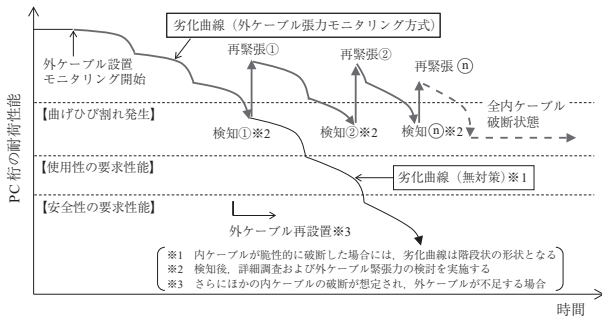 劣化曲線（外ケーブル張力モニタリング方式）
再緊張①
再緊張②
再緊張ⓝ
外ケーブル設置
モニタリング開始
【曲げひび割れ発生】
全内ケーブル
破断状態
検知①※2
検知②※2
検知ⓝ※2
【使用性の要求性能】
劣化曲線（無対策）※1
【安全性の要求性能】
外ケーブル再設置※3
※1　内ケーブルが脆性的に破断した場合には，劣化曲線は階段状の形状となる
※2　検知後，詳細調査および外ケーブル緊張力の検討を実施する
※3　さらにほかの内ケーブルの破断が想定され，外ケーブルが不足する場合
PC 桁の耐荷性能
時間